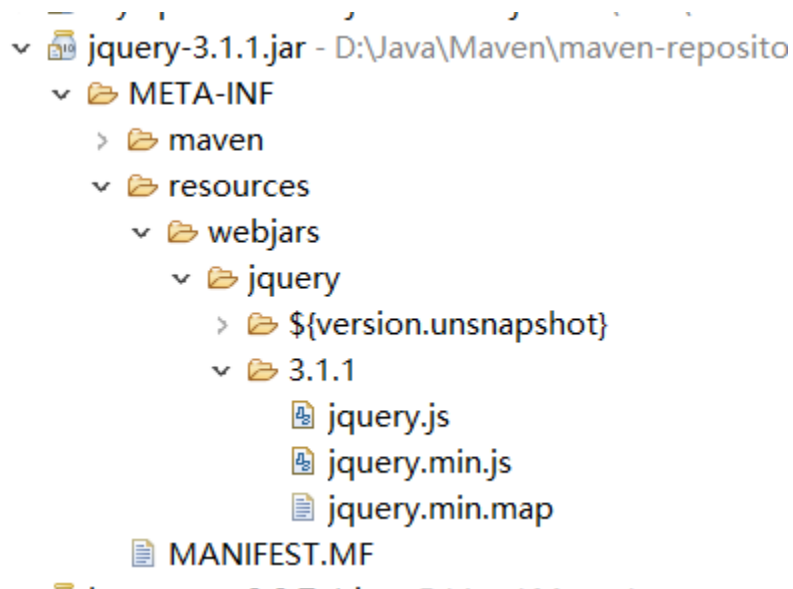 jquery-3.1.1.jar - D:\Java\Maven\maven-reposito
META-INF
maven
resources
webjars
jquery
${version.unsnapshot}
3.1.1
jquery.js
jquery.min.js
jquery.min.map
MANIFEST.MF